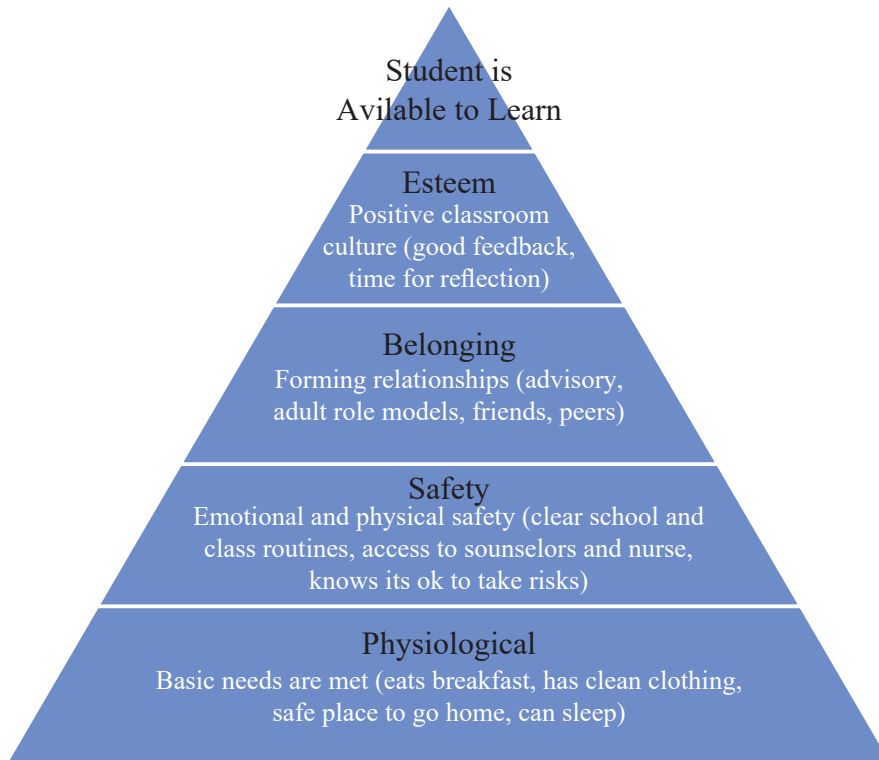 Student is
Avilable to Learn
Esteem
Positive classroom
culture (good feedback,
time for reflection)
Belonging
Forming relationships (advisory,
adult role models, friends, peers)
Safety
Emotional and physical safety (clear school and
class routines, access to sounselors and nurse,
knows its ok to take risks)
Physiological
Basic needs are met (eats breakfast, has clean clothing,
safe place to go home, can sleep)